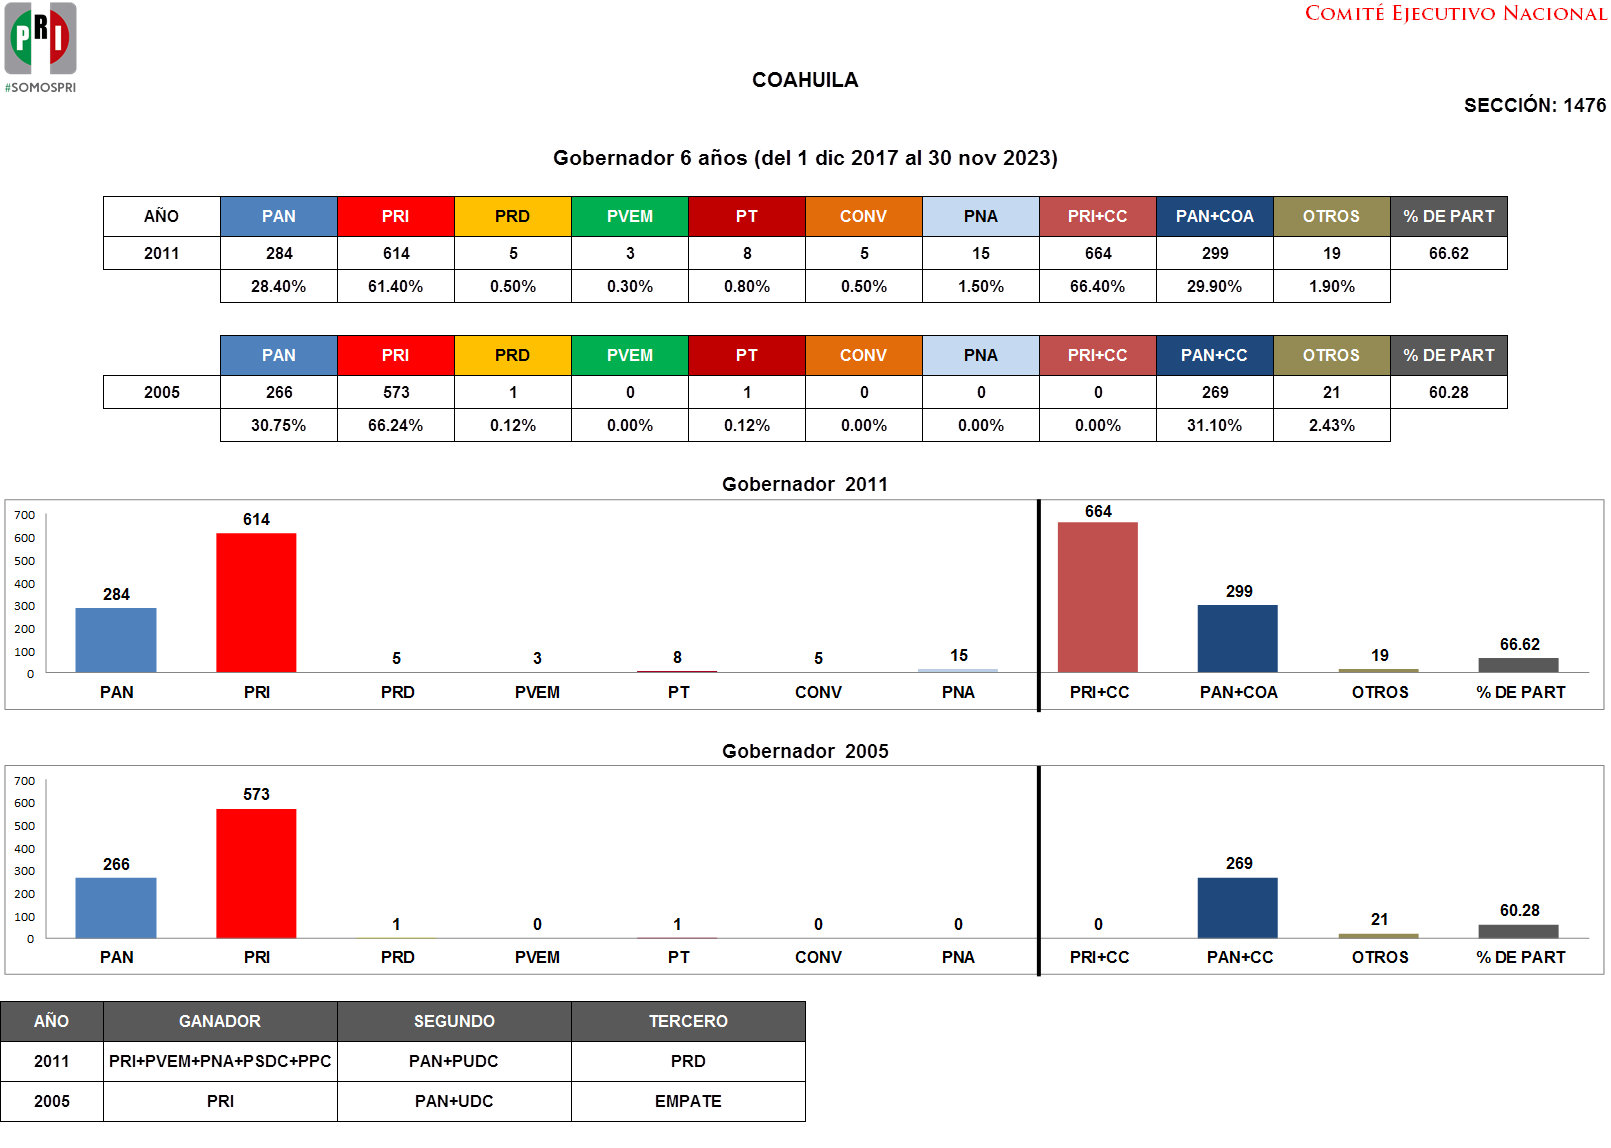 PRI
#SOMOSPRI
COMITÉ EJECUTIVO NACIONAL
COAHUILA
SECCIÓN: 1476
Gobernador 6 años (del 1 dic 2017 al 30 nov 2023)
AÑO PAN PRI PRD PVEM PT CONV PNA PRI+CC PAN+COA OTROS % DE PART
2011 284 614 5 3 8 5 15 664 299 19 66.62
28.40% 61.40% 0.50% 0.30% 0.80% 0.50% 1.50% 66.40% 29.90% 1.90%
PAN PRI PRD PVEM PT CONV PNA PRI+CC PAN+CC OTROS % DE PART
2005 266 573 1 0 1 0 0 0 269 21 60.28
30.75% 66.24% 0.12% 0.00% 0.12% 0.00% 0.00% 0.00% 31.10% 2.43%
Gobernador 2011
700
600
500
400
300
200
100
0
284 614 5 3 8 5 15 664 299 19 66.62
PAN PRI PRD PVEM PT CONV PNA PRI+CC PAN+COA OTROS % DE PART
Gobernador 2005
700
600
500
400
300
200
100
0
266 573 1 0 1 0 0 0 269 21 60.28
PAN PRI PRD PVEM PT CONV PNA PRI+CC PAN+CC OTROS % DE PART
AÑO GANADOR SEGUNDO TERCERO
2011 PRI+PVEM+PNA+PSDC+PPC PAN+PUDC PRD
2005 PRI PAN+UDC EMPATE